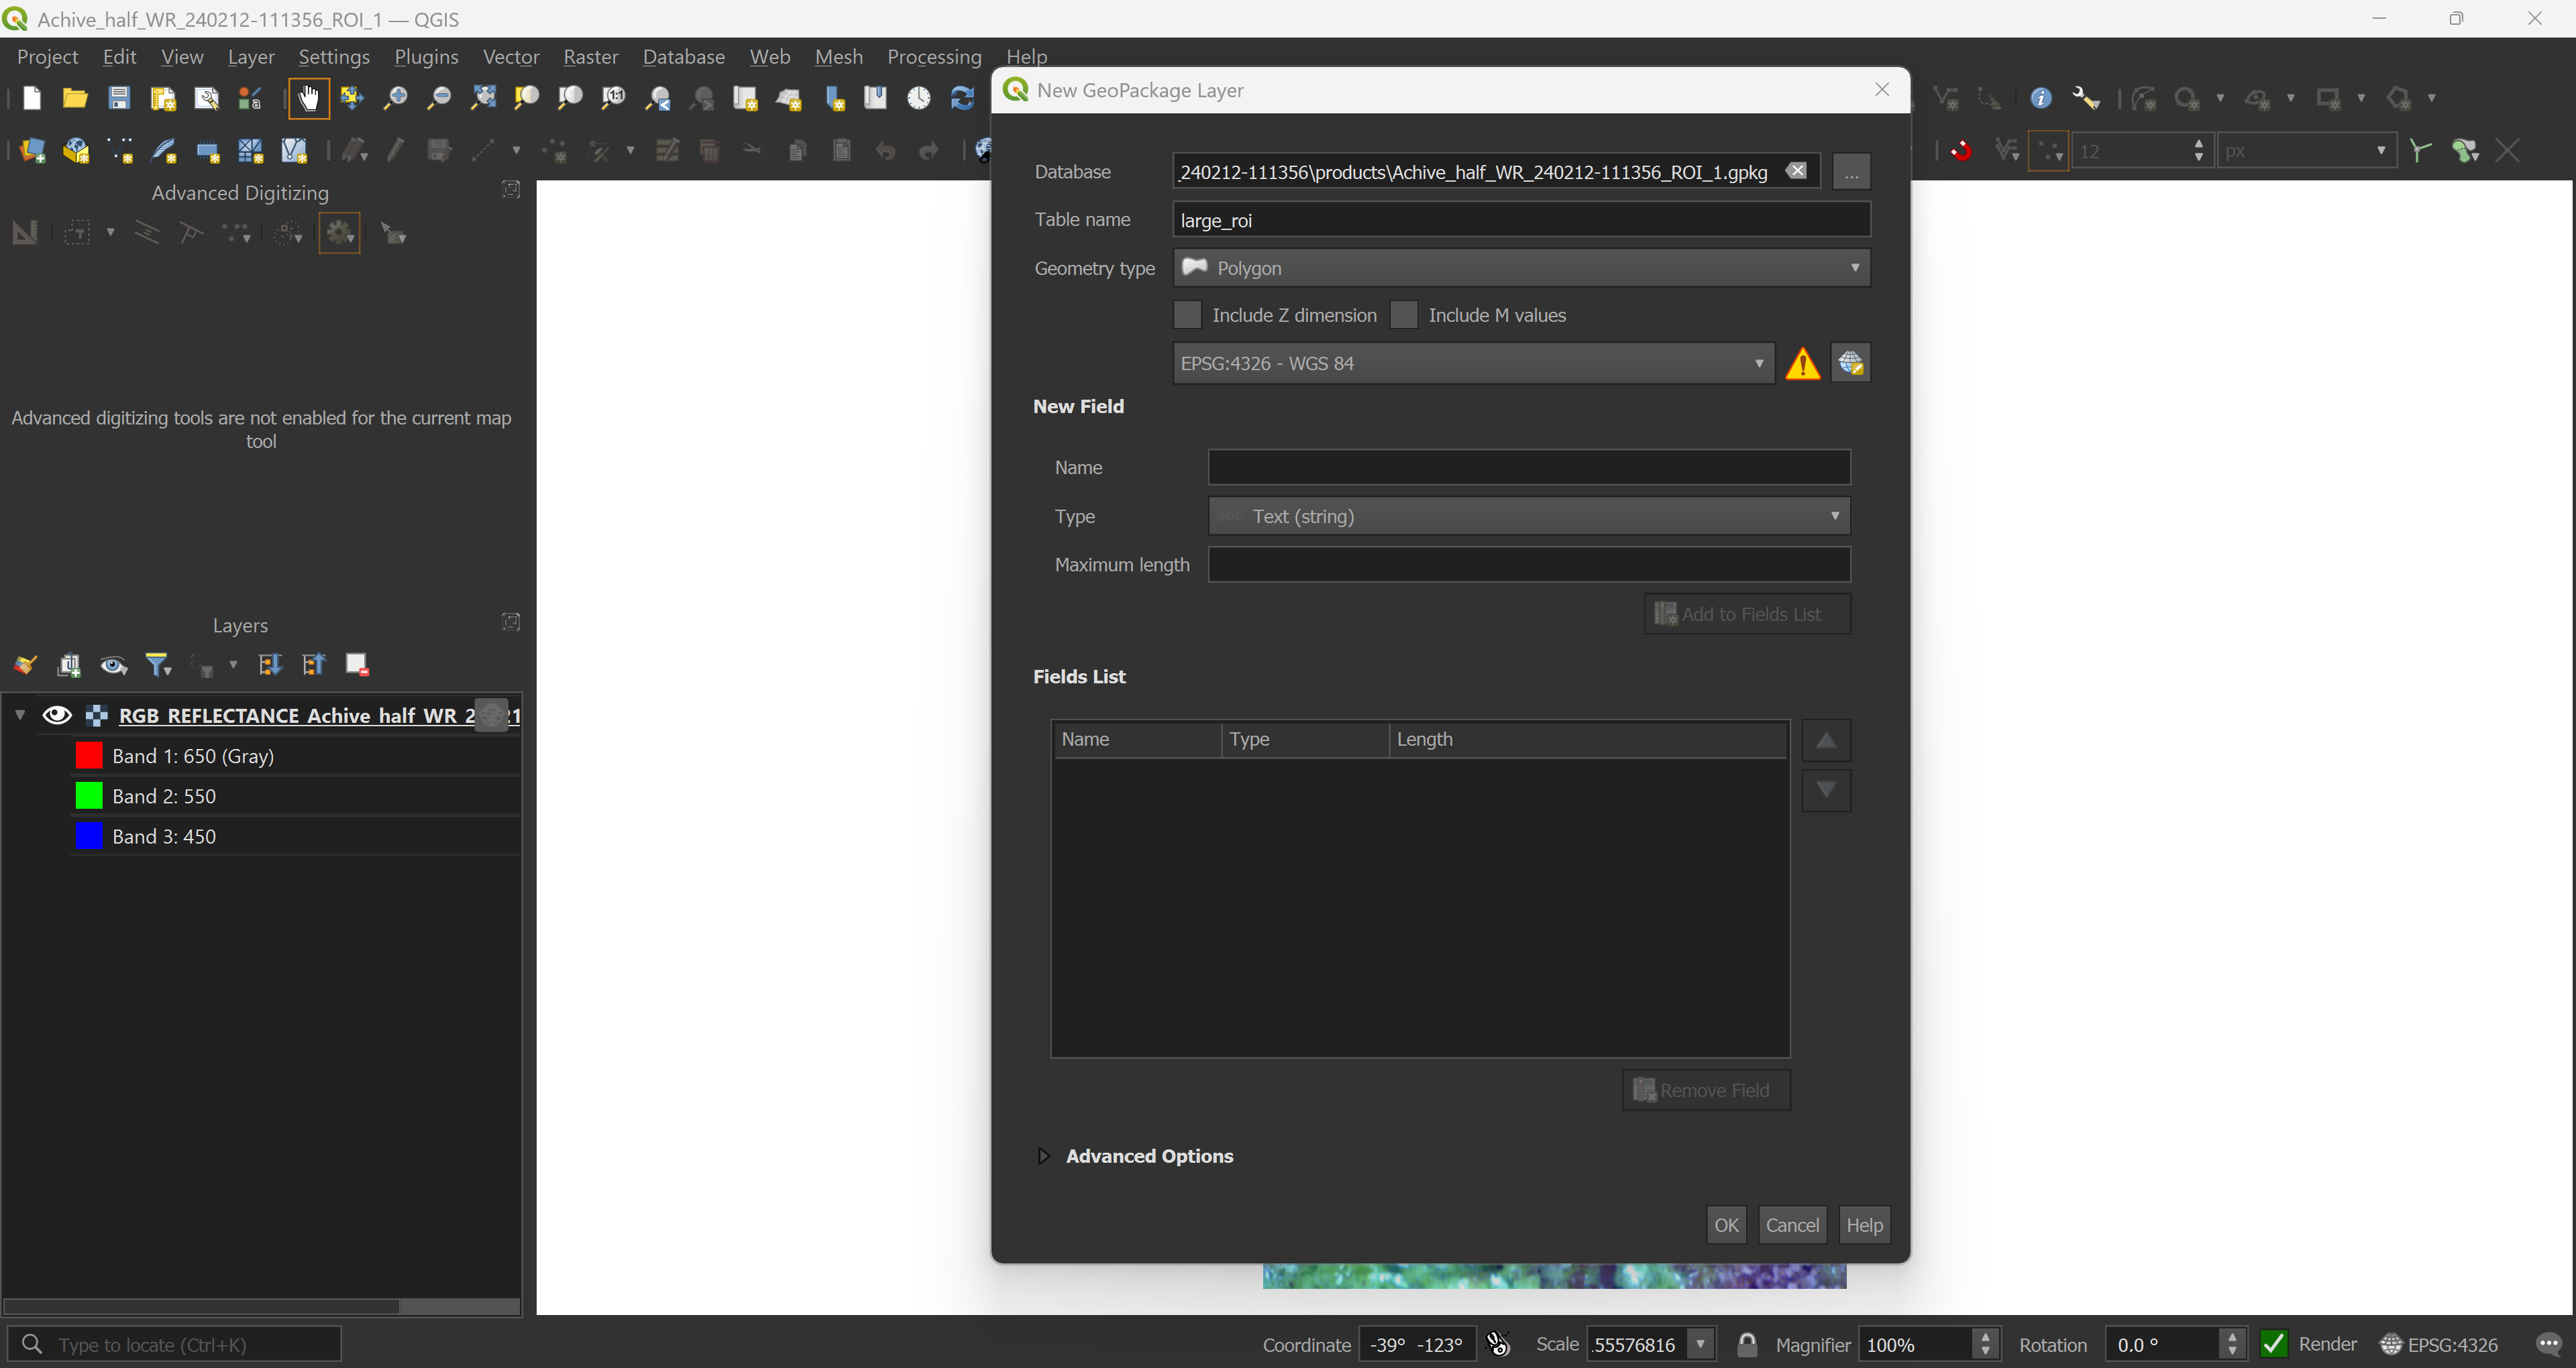 Achive_half_WR_240212-111356_ROI_1 — QGIS
Project Edit View Layer Settings Plugins Vector Raster Database Web Mesh Processing Help
New GeoPackage Layer
Advanced Digitizing
12
px
Advanced digitizing tools are not enabled for the current map
tool
Database
_240212-111356\products\Achive_half_WR_240212-111356_ROI_1.gpkg
...
Table name
large_roi
Geometry type
Polygon
Include Z dimension
Include M values
EPSG:4326 - WGS 84
New Field
Name
Type
abc Text (string)
Maximum length
Add to Fields List
Fields List
Name Type Length
Remove Field
Advanced Options
OK Cancel Help
Layers
RGB_REFLECTANCE_Achive_half_WR_2
Band 1: 650 (Gray)
Band 2: 550
Band 3: 450
Type to locate (Ctrl+K)
Coordinate -39° -123° Scale .55576816 Magnifier 100% Rotation 0.0 ° Render EPSG:4326